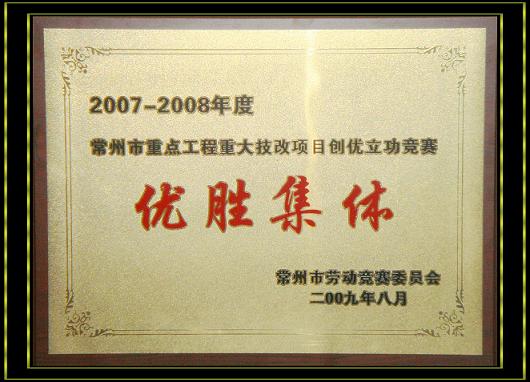 2007-2008年度
常州市重点工程重大技改项目创优立功竞赛
优胜集体
常州市劳动竞赛委员会
二00九年八月